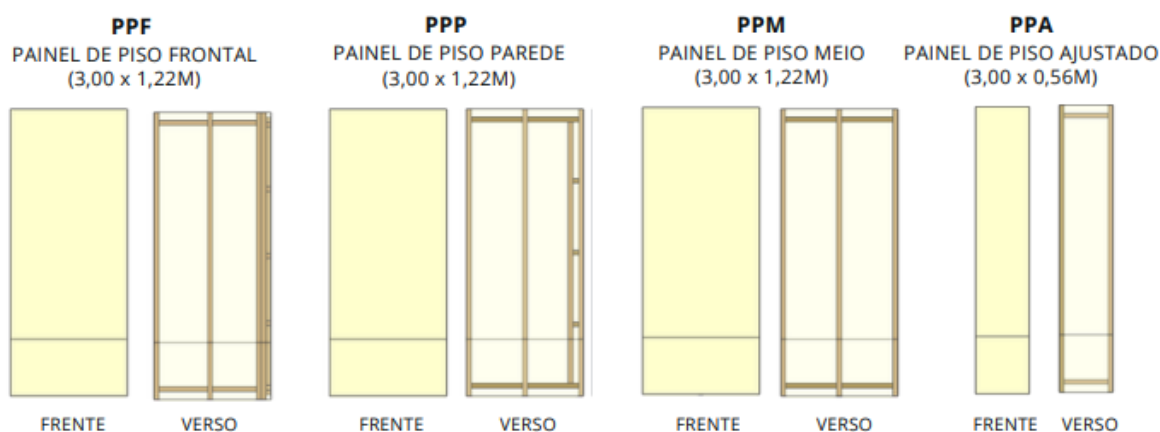 PPF
PAINEL DE PISO FRONTAL
(3,00 x 1,22M)
FRENTE VERSO
PPP
PAINEL DE PISO PAREDE
(3,00 x 1,22M)
FRENTE VERSO
PPM
PAINEL DE PISO MEIO
(3,00 x 1,22M)
FRENTE VERSO
PPA
PAINEL DE PISO AJUSTADO
(3,00 x 0,56M)
FRENTE VERSO